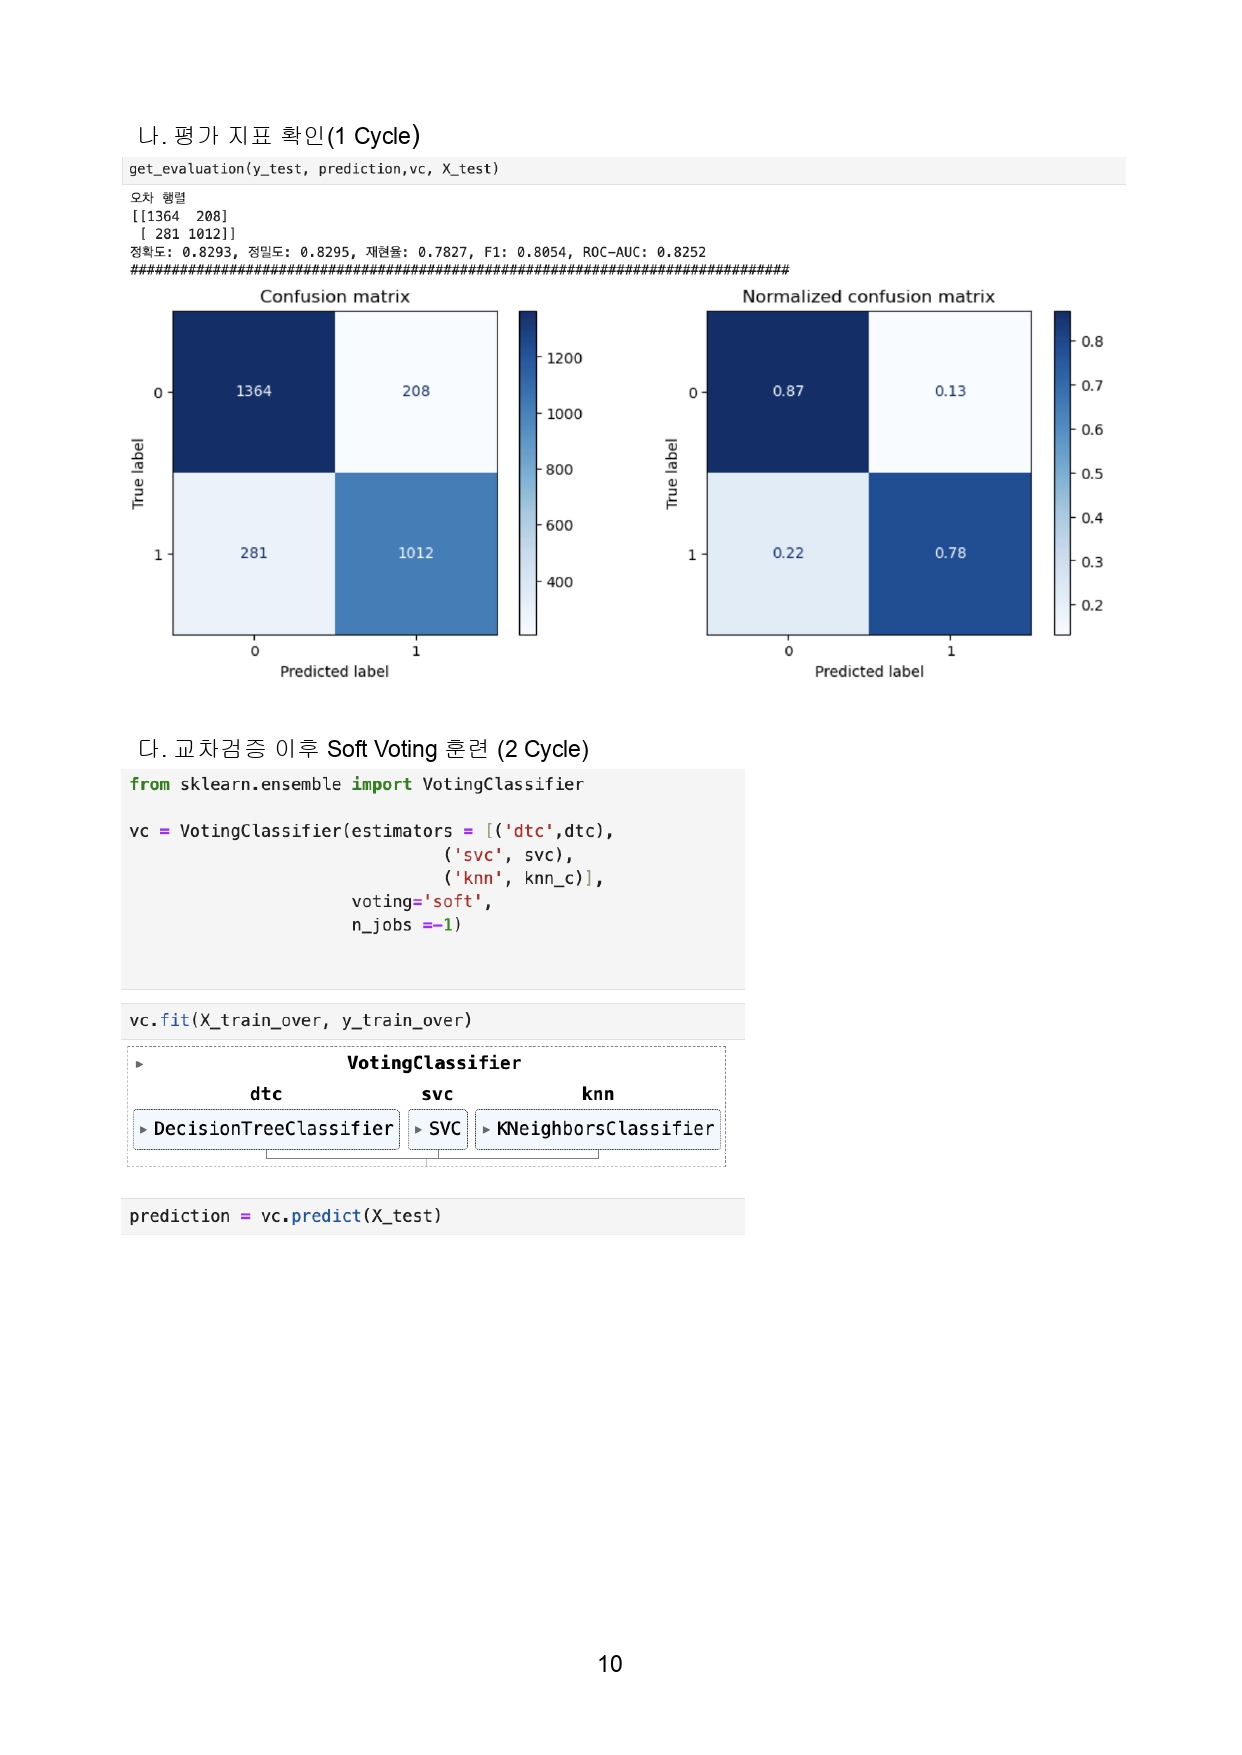 나. 평가 지표 확인(1 Cycle)
get_evaluation(y_test, prediction,vc, X_test)
오차 행렬
[[1364  208]
 [ 281 1012]]
정확도: 0.8293, 정밀도: 0.8295, 재현율: 0.7827, F1: 0.8054, ROC-AUC: 0.8252
################################################################################
Confusion matrix
Normalized confusion matrix
True label
0
1
1364
208
281
1012
0
1
Predicted label
1200
1000
800
600
400
True label
0
1
0.87
0.13
0.22
0.78
0
1
Predicted label
0.8
0.7
0.6
0.5
0.4
0.3
0.2
다. 교차검증 이후 Soft Voting 훈련 (2 Cycle)
from sklearn.ensemble import VotingClassifier
vc = VotingClassifier(estimators = [('dtc',dtc),
('svc', svc),
('knn', knn_c)],
voting='soft',
n_jobs =-1)
vc.fit(X_train_over, y_train_over)
VotingClassifier
dtc svc knn
DecisionTreeClassifier SVC KNeighborsClassifier
prediction = vc.predict(X_test)
10